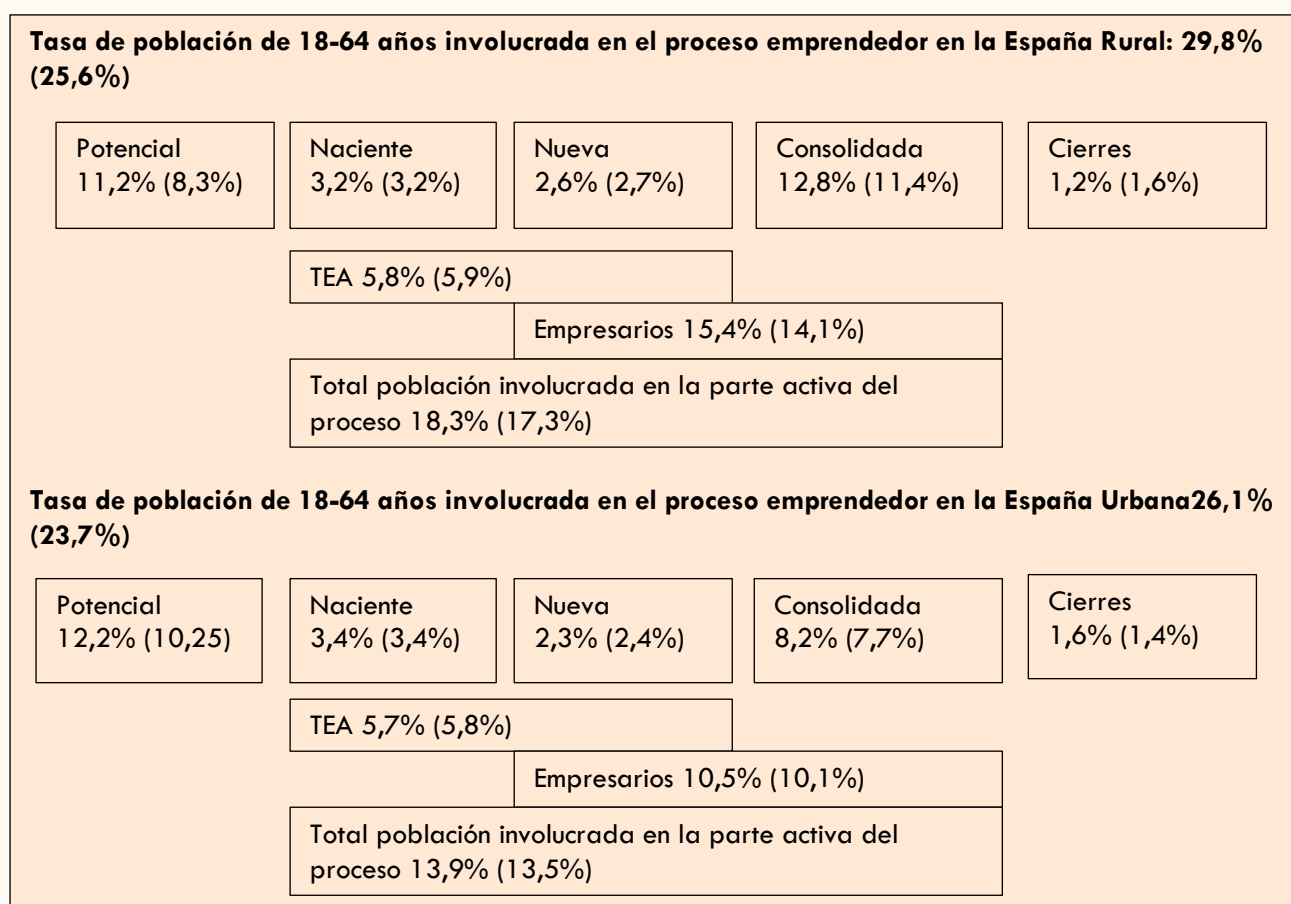 Tasa de población de 18-64 años involucrada en el proceso emprendedor en la España Rural: 29,8%
(25,6%)
Potencial
11,2% (8,3%)
Naciente
3,2% (3,2%)
Nueva
2,6% (2,7%)
Consolidada
12,8% (11,4%)
Cierres
1,2% (1,6%)
TEA 5,8% (5,9%)
Empresarios 15,4% (14,1%)
Total población involucrada en la parte activa del
proceso 18,3% (17,3%)
Tasa de población de 18-64 años involucrada en el proceso emprendedor en la España Urbana26,1%
(23,7%)
Potencial
12,2% (10,25)
Naciente
3,4% (3,4%)
Nueva
2,3% (2,4%)
Consolidada
8,2% (7,7%)
Cierres
1,6% (1,4%)
TEA 5,7% (5,8%)
Empresarios 10,5% (10,1%)
Total población involucrada en la parte activa del
proceso 13,9% (13,5%)